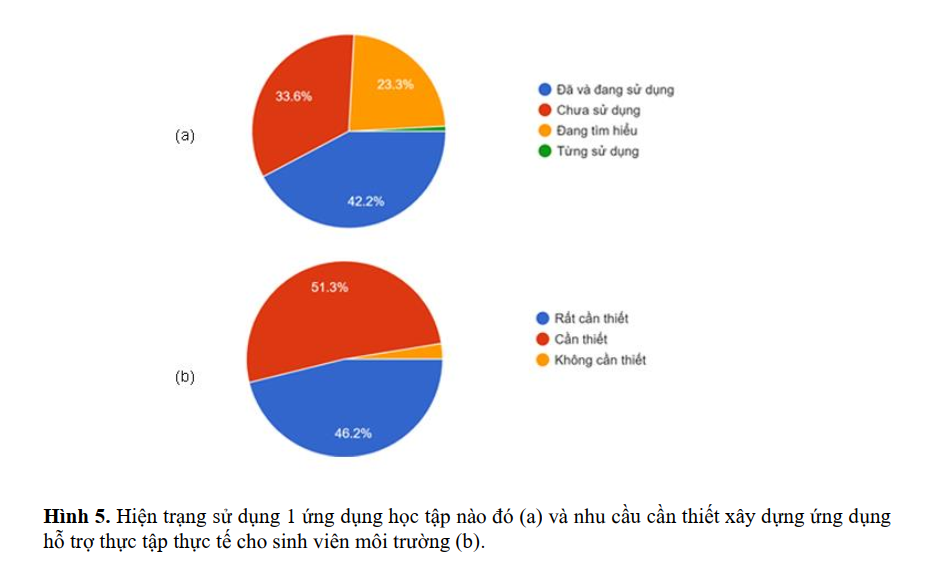 33.6%
23.3%
42.2%
(a)
Đã và đang sử dụng
Chưa sử dụng
Đang tìm hiểu
Từng sử dụng
51.3%
46.2%
(b)
Rất cần thiết
Cần thiết
Không cần thiết
Hình 5. Hiện trạng sử dụng 1 ứng dụng học tập nào đó (a) và nhu cầu cần thiết xây dựng ứng dụng
hỗ trợ thực tập thực tế cho sinh viên môi trường (b).